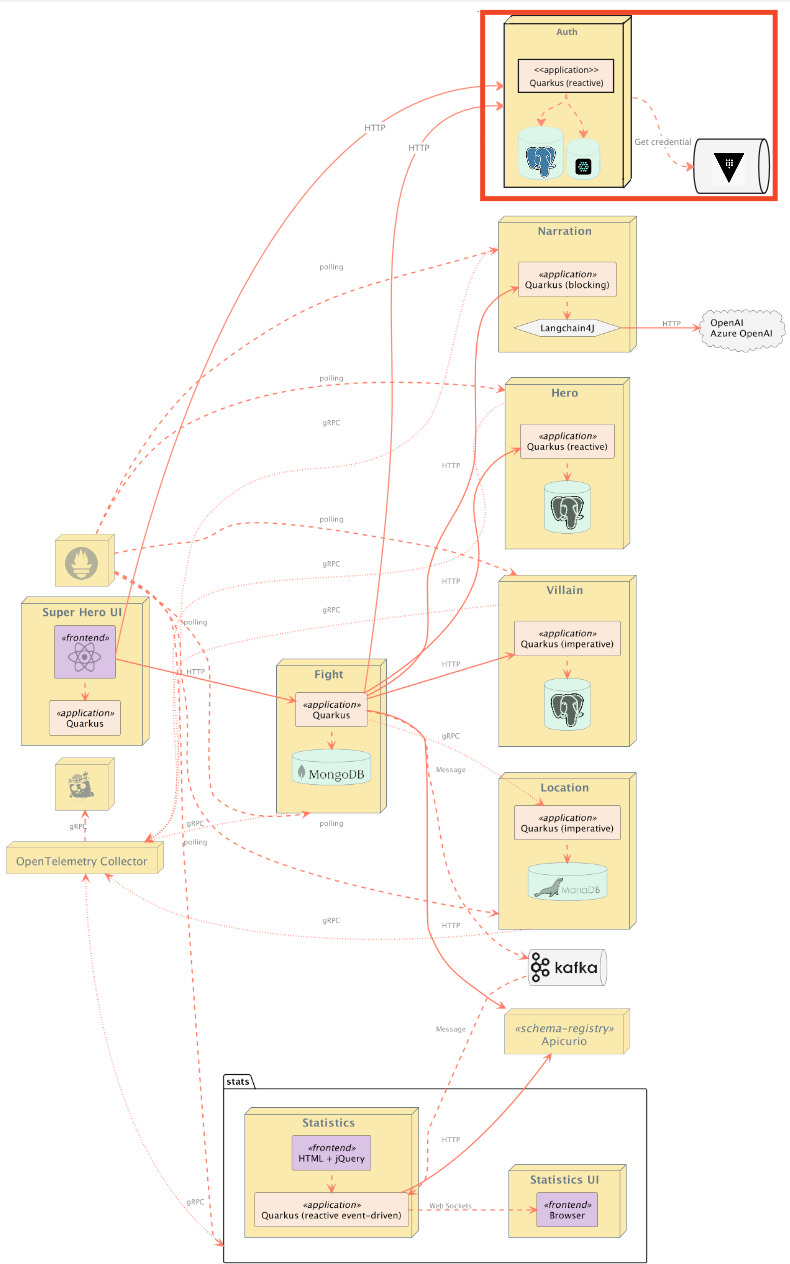 Auth
<<application>>
Quarkus (reactive)
HTTP
HTTP
Get credential
Narration
polling
«application»
Quarkus (blocking)
Langchain4J
HTTP
OpenAI
Azure OpenAI
polling
Hero
gRPC
«application»
Quarkus (reactive)
HTTP
polling
gRPC
HTTP
Villain
Super Hero UI
gRPC
polling
«frontend»
«application»
Quarkus (imperative)
HTTP
HTTP
Fight
«application»
Quarkus
«application»
Quarkus
gRPC
Message
MongoDB
Location
gRPC
gRPC
polling
«application»
Quarkus (imperative)
polling
OpenTelemetry Collector
MariaDB
gRPC
HTTP
kafka
Message
«schema-registry»
Apicurio
stats
Statistics
«frontend»
HTML + jQuery
HTTP
Statistics UI
gRPC
«application»
Quarkus (reactive event-driven)
Web Sockets
«frontend»
Browser